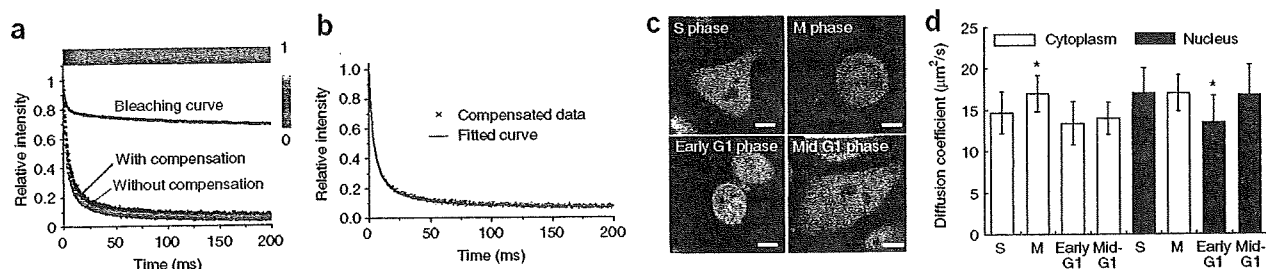 a
1
0
Relative intensity
1
0.8
0.6
0.4
0.2
0
Bleaching curve
With compensation
Without compensation
0 50 100 150 200
Time (ms)
b
Relative intensity
1.0
0.8
0.6
0.4
0.2
0.0
× Compensated data
Fitted curve
0 50 100 150 200
Time (ms)
c
S phase
M phase
Early G1 phase
Mid G1 phase
d
Cytoplasm
Nucleus
Diffusion coefficient (μm²/s)
25
20
15
10
5
0
*
*
S M Early G1 Mid-G1 S M Early G1 Mid-G1